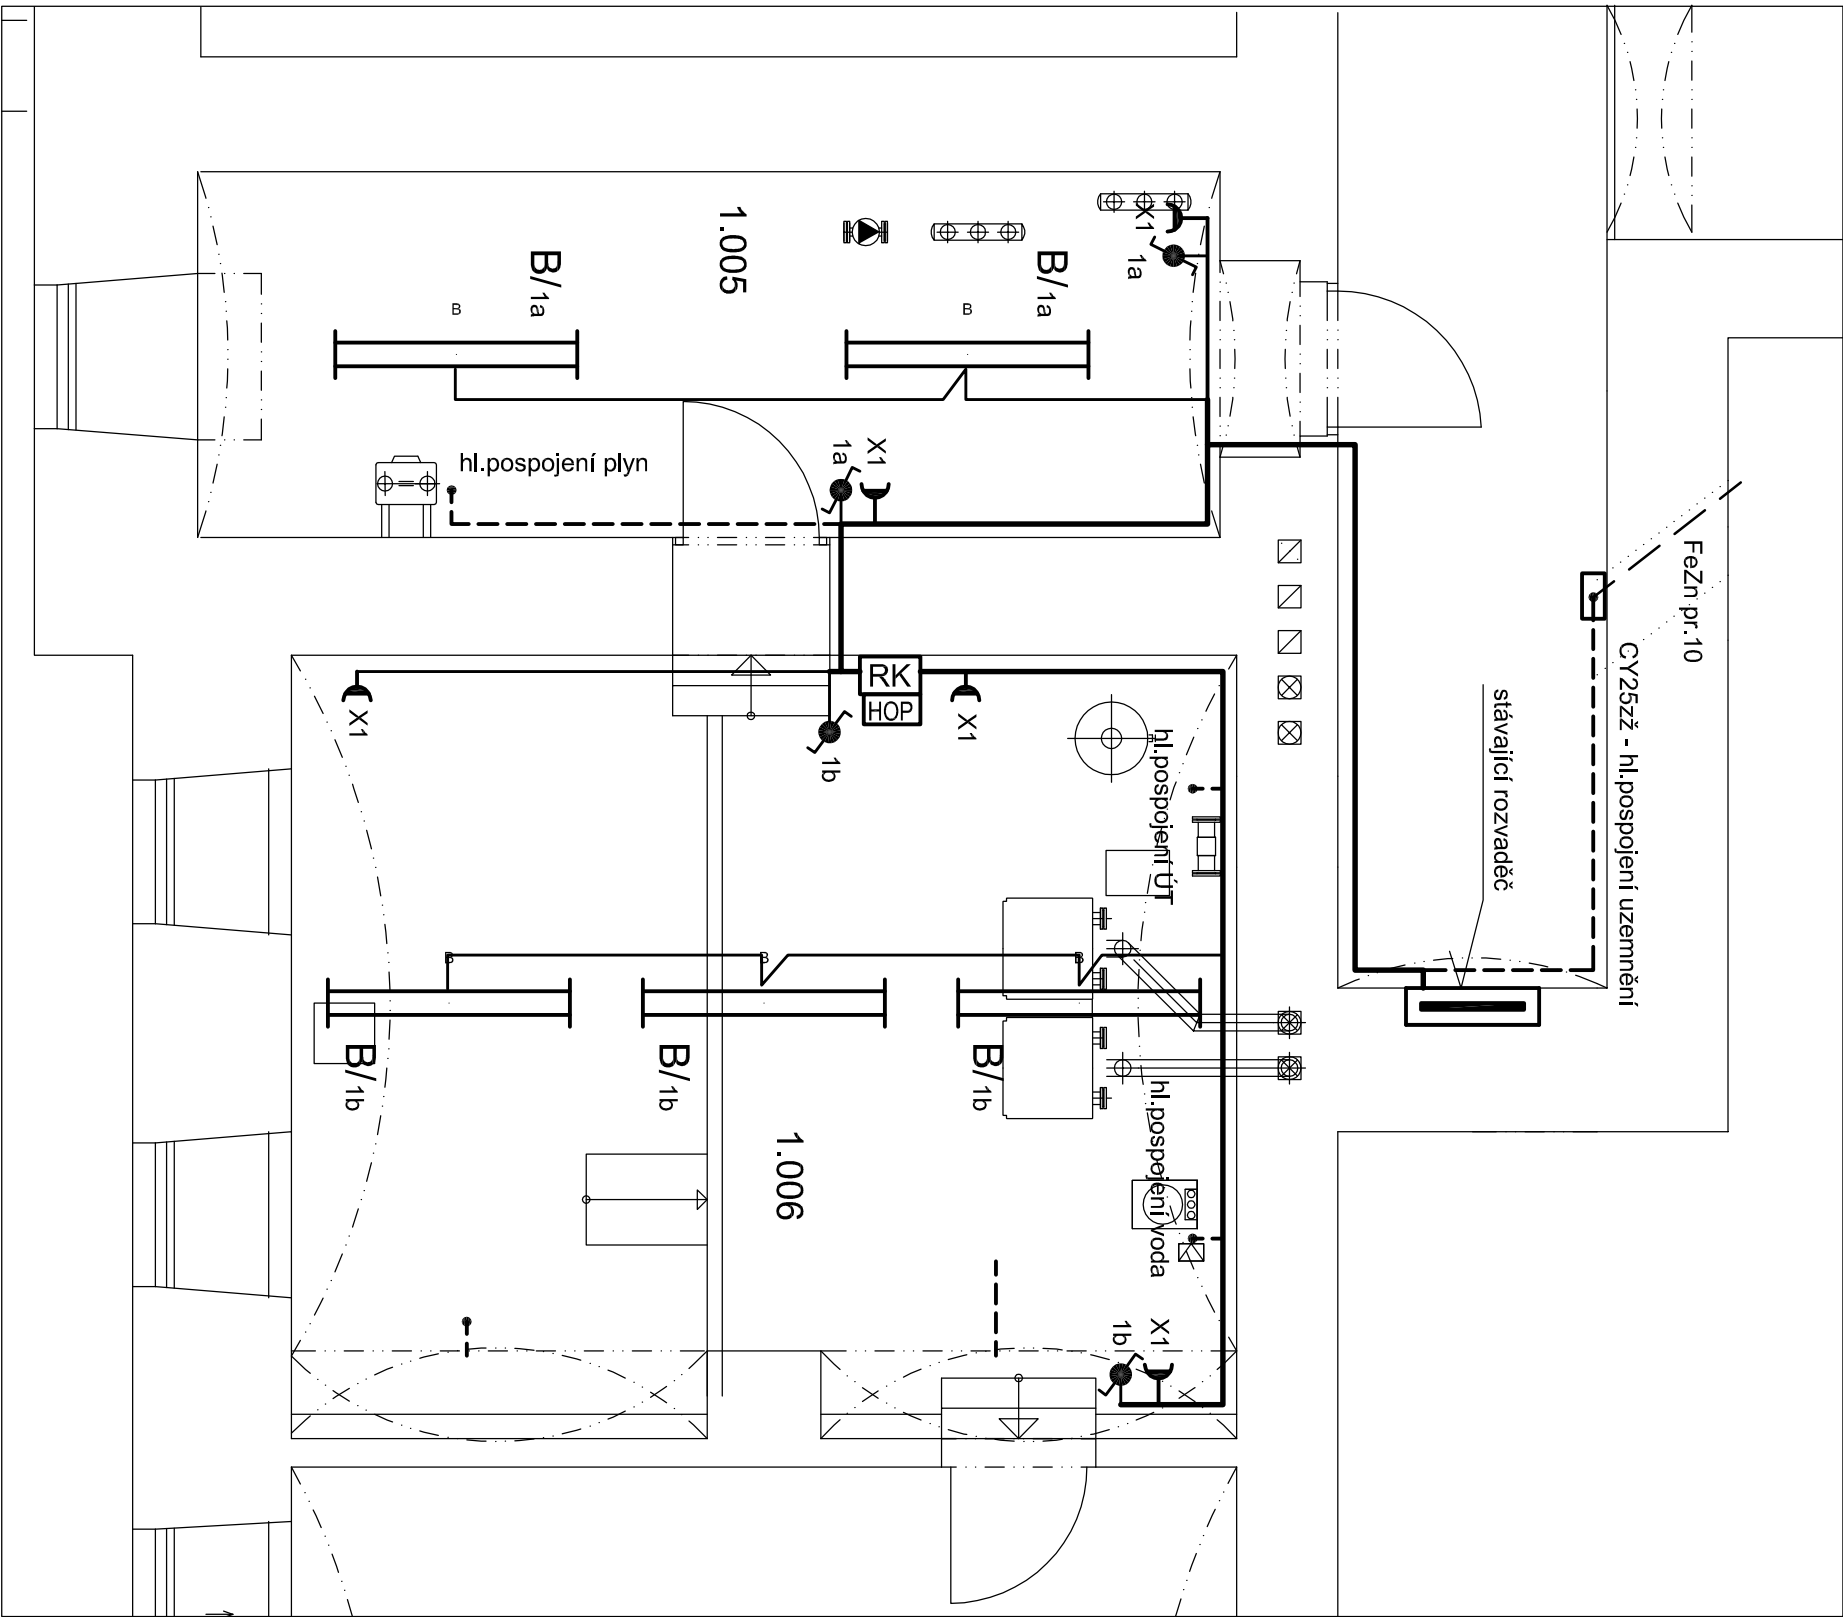 1.005
B/1a
B
B/1a
B
X1
1a
hl.pospojení plyn
1a
X1
FeZn pr.10
CY25zž - hl.pospojení uzemnění
stávající rozvaděč
RK
HOP
X1
X1
1b
hl.pospojení ÚT
B
B
B
B/1b
B/1b
B/1b
1.006
hl.pospojení voda
1b
X1